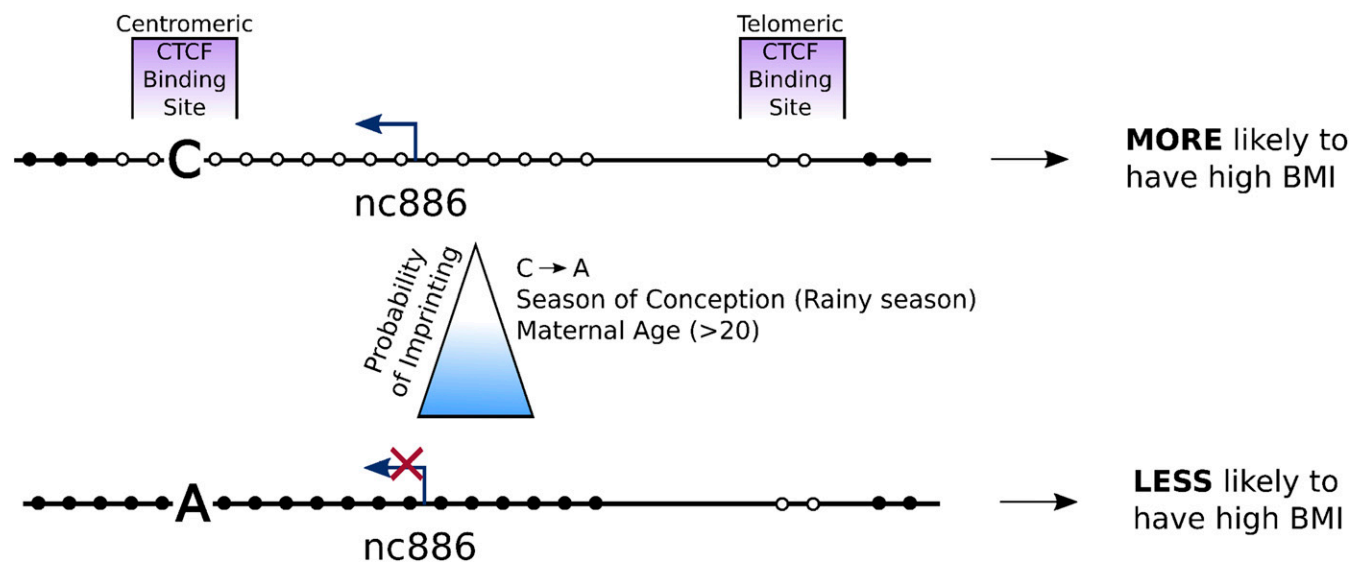 Centromeric
CTCF
Binding
Site
Telomeric
CTCF
Binding
Site
C
nc886
MORE likely to
have high BMI
Probability
of Imprinting
C → A
Season of Conception (Rainy season)
Maternal Age (>20)
A
nc886
LESS likely to
have high BMI